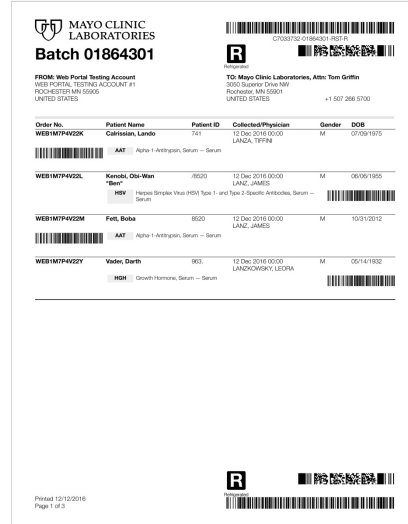 MAYO CLINIC
LABORATORIES
C7033732-01864301-RST-R
Batch 01864301
R
Refrigerated
FROM: Web Portal Testing Account
WEB PORTAL TESTING ACCOUNT #1
ROCHESTER MN 55905
UNITED STATES
TO: Mayo Clinic Laboratories, Attn: Tom Griffin
3050 Superior Drive NW
Rochester, MN 55901
UNITED STATES +1 507 266 5700
Order No. Patient Name Patient ID Collected/Physician Gender DOB
WEB1M7P4V22K Calrissian, Lando 741 12 Dec 2016 00:00 M 07/09/1975
LANZA, TIFFINI
AAT Alpha-1-Antitrypsin, Serum — Serum
WEB1M7P4V22L Kenobi, Obi-Wan /8520 12 Dec 2016 00:00 M 06/06/1955
"Ben" LANZ, JAMES
HSV Herpes Simplex Virus (HSV) Type 1- and Type 2-Specific Antibodies, Serum —
Serum
WEB1M7P4V22M Fett, Boba 8520 12 Dec 2016 00:00 M 10/31/2012
LANZ, JAMES
AAT Alpha-1-Antitrypsin, Serum — Serum
WEB1M7P4V22Y Vader, Darth 963. 12 Dec 2016 00:00 M 05/14/1932
LANZKOWSKY, LEORA
HGH Growth Hormone, Serum — Serum
R
Refrigerated
Printed 12/12/2016
Page 1 of 3